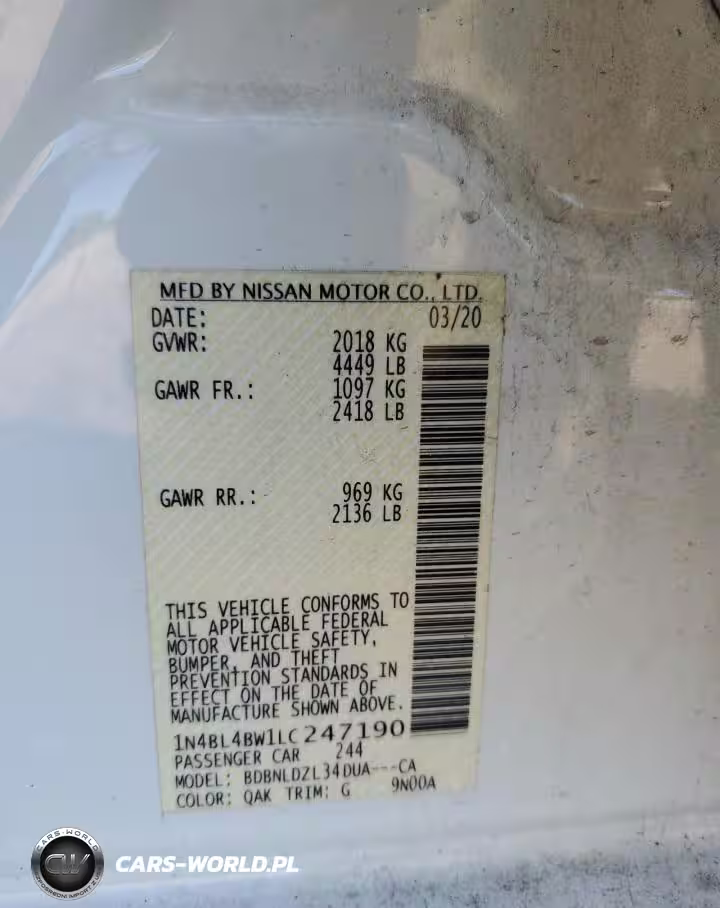 MFD BY NISSAN MOTOR CO., LTD.
DATE: 03/20
GVWR: 2018 KG
4449 LB
GAWR FR.: 1097 KG
2418 LB
GAWR RR.: 969 KG
2136 LB
THIS VEHICLE CONFORMS TO
ALL APPLICABLE FEDERAL
MOTOR VEHICLE SAFETY,
BUMPER, AND THEFT
PREVENTION STANDARDS IN
EFFECT ON THE DATE OF
MANUFACTURE SHOWN ABOVE.
1N4BL4BW1LC247190
PASSENGER CAR 244
MODEL: BDBNLDZL34DUA---CA
COLOR: QAK TRIM: G 9N00A
CARS-WORLD
CW
CARS-WORLD.PL